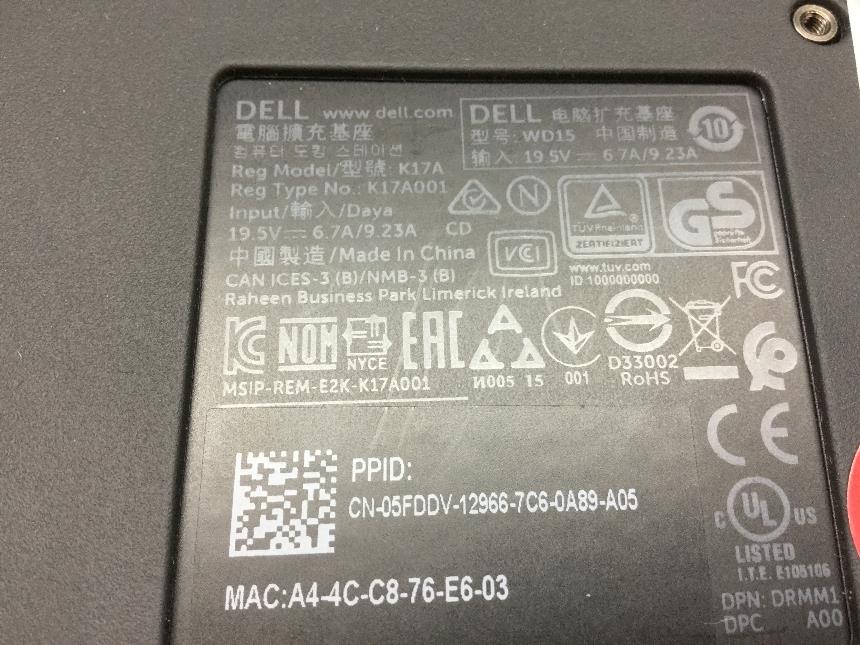 DELL www.dell.com
電腦擴充基座
컴퓨터 도킹 스테이션
Reg Model/型號: K17A
Reg Type No.: K17A001
Input/輸入/Daya
19.5V 6.7A/9.23A
中國製造/Made In China
CAN ICES-3 (B)/NMB-3 (B)
Raheen Business Park Limerick Ireland
DELL 电脑扩充基座
型号: WD15 中国制造
输入: 19.5V 6.7A/9.23A
10
N
CD
VCI
TÜVRheinland
ZERTIFIZIERT
www.tuv.com
ID 1000000000
GS
geprüfte
Sicherheit
FC
KC NOM NYCE EAC
И005 15
001
D33002
RoHS
MSIP-REM-E2K-K17A001
CE
PPID:
CN-05FDDV-12966-7C6-0A89-A05
MAC:A4-4C-C8-76-E6-03
C UL US
LISTED
I.T.E. E105106
DPN: DRMM1
DPC A00